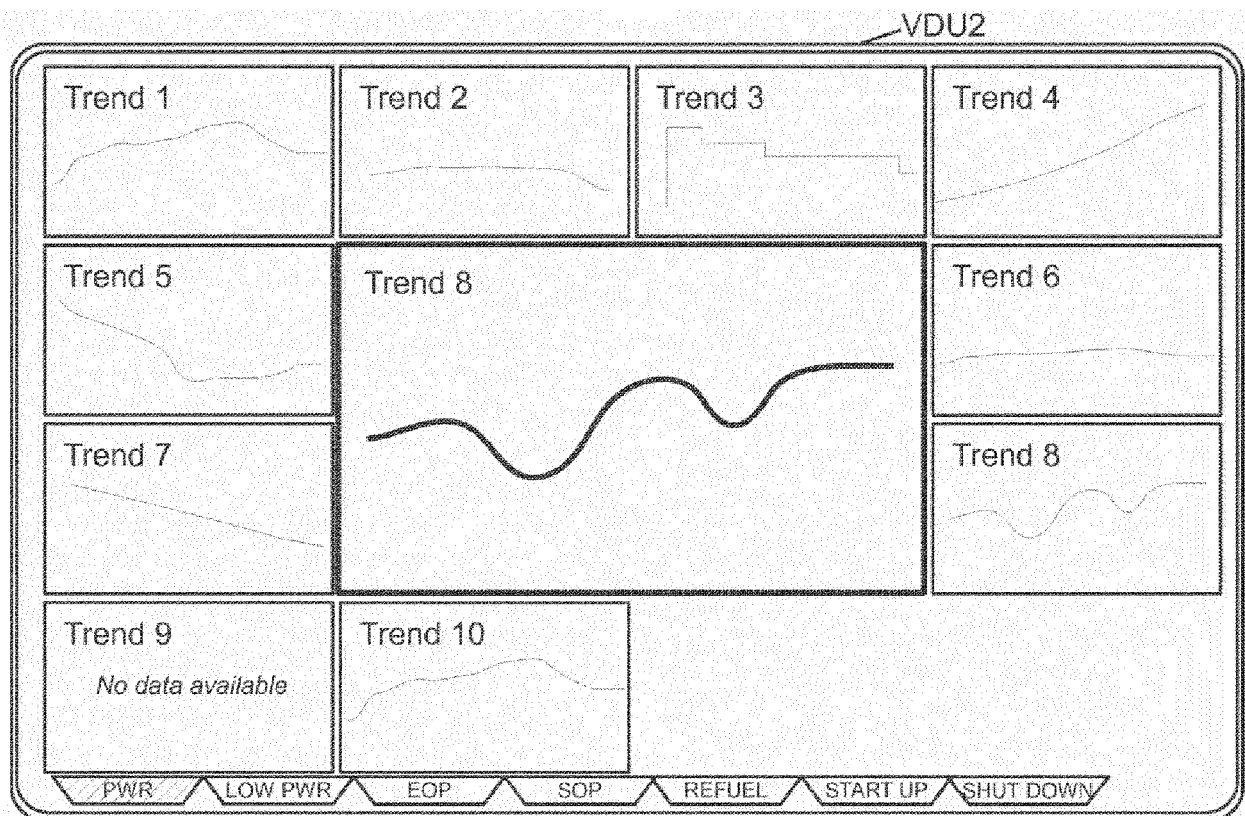 VDU2
Trend 1
Trend 2
Trend 3
Trend 4
Trend 5
Trend 8
Trend 6
Trend 7
Trend 8
Trend 9
No data available
Trend 10
PWR
LOW PWR
EOP
SOP
REFUEL
START UP
SHUT DOWN